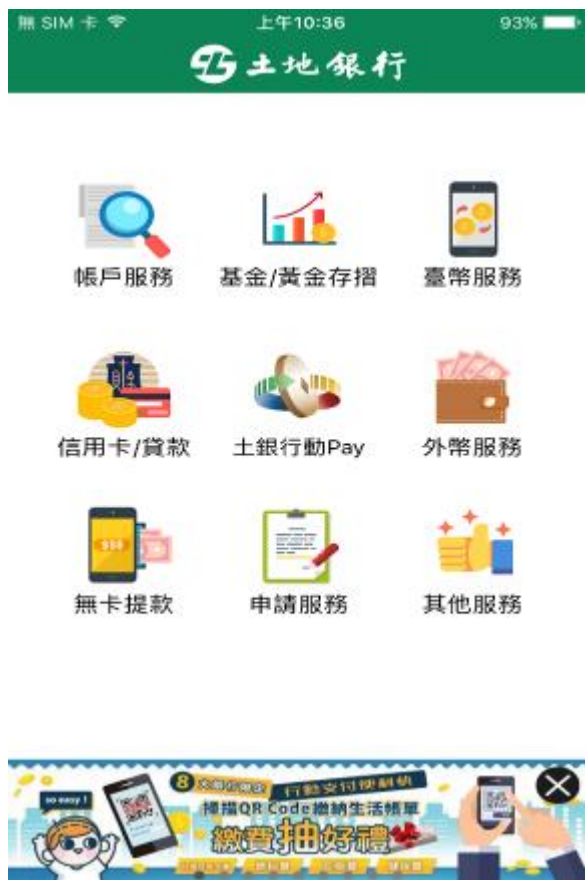 無 SIM 卡 上午10:36 93%
土地銀行
帳戶服務 基金/黃金存摺 臺幣服務
信用卡/貸款 土銀行動Pay 外幣服務
$$$
無卡提款 申請服務 其他服務
8 行動支付便利繳
so easy !
掃描QR Code繳納生活帳單
繳費抽好禮